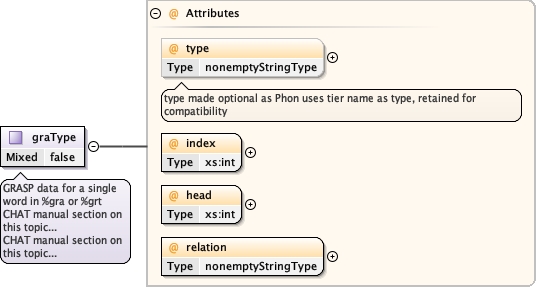 @ Attributes
@ type
Type nonemptyStringType
type made optional as Phon uses tier name as type, retained for
compatibility
graType
Mixed false
GRASP data for a single
word in %gra or %grt
CHAT manual section on
this topic...
CHAT manual section on
this topic...
@ index
Type xs:int
@ head
Type xs:int
@ relation
Type nonemptyStringType